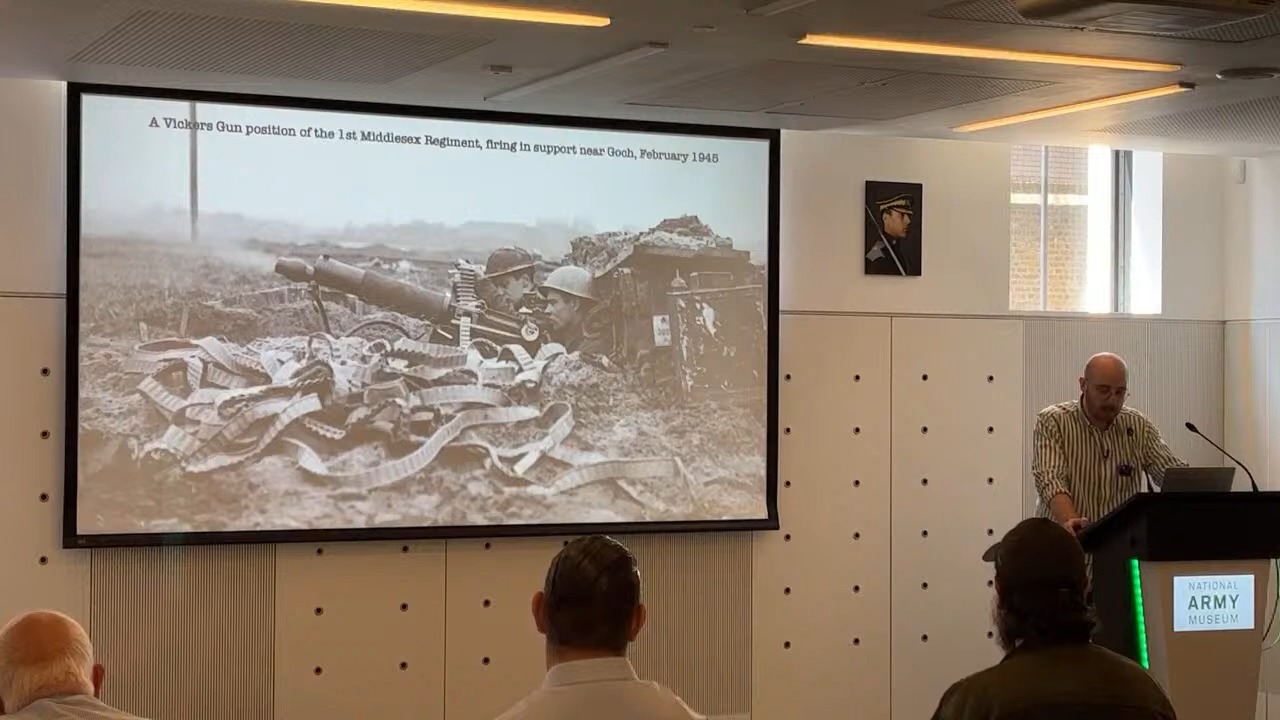 A Vickers Gun position of the 1st Middlesex Regiment, firing in support near Goch, February 1945
NATIONAL
ARMY
MUSEUM